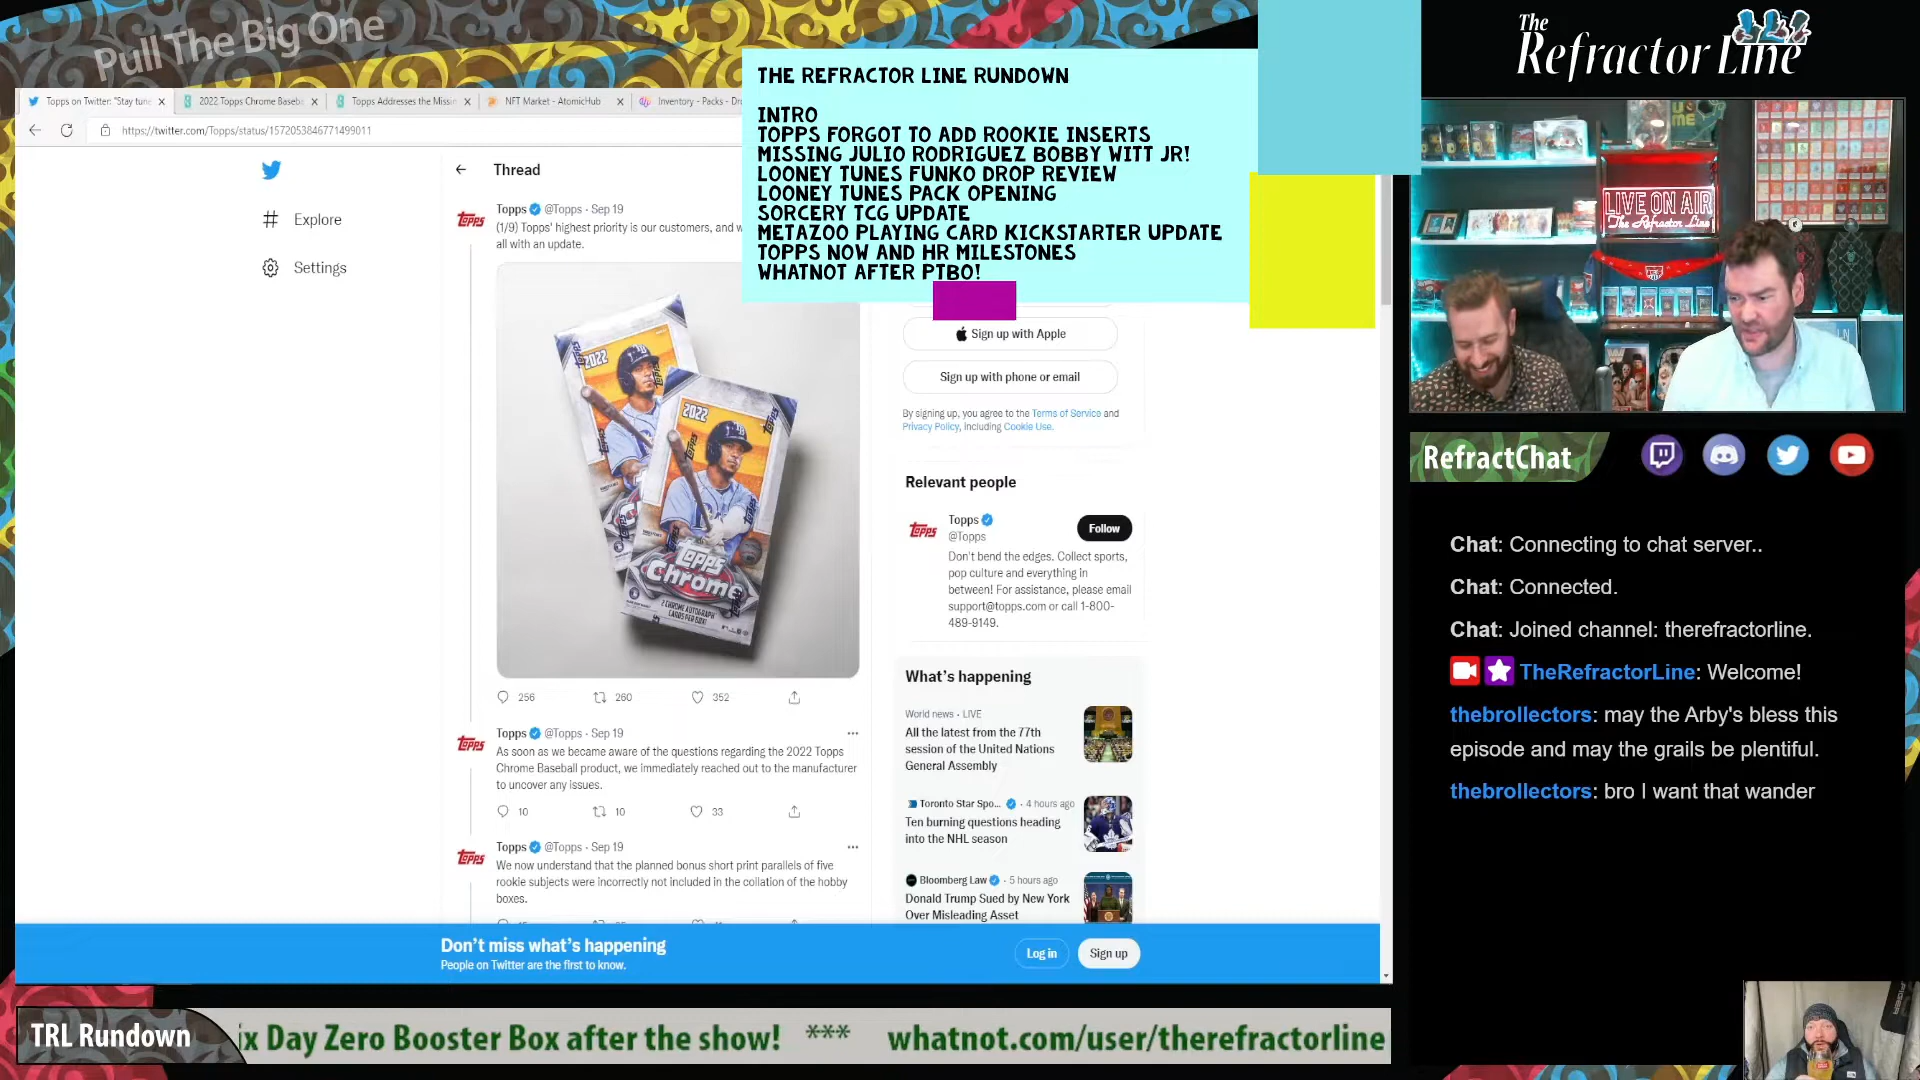 Pull The Big One
THE REFRACTOR LINE RUNDOWN
INTRO
TOPPS FORGOT TO ADD ROOKIE INSERTS
MISSING JULIO RODRIGUEZ BOBBY WITT JR!
LOONEY TUNES FUNKO DROP REVIEW
LOONEY TUNES PACK OPENING
SORCERY TCG UPDATE
METAZOO PLAYING CARD KICKSTARTER UPDATE
TOPPS NOW AND HR MILESTONES
WHATNOT AFTER PTBO!
The
Refractor Line
Topps on Twitter: "Stay tune
2022 Topps Chrome Baseba
Topps Addresses the Missin
NFT Market - AtomicHub
Inventory - Packs - Dr
https://twitter.com/Topps/status/1572053846771499011
Explore
Settings
Thread
Topps @Topps · Sep 19
(1/9) Topps' highest priority is our customers, and w
all with an update.
2022
2022
Topps
Chrome
2 CHROME AUTOGRAPH
CARDS PER BOX!
256 260 352
Topps @Topps · Sep 19
As soon as we became aware of the questions regarding the 2022 Topps
Chrome Baseball product, we immediately reached out to the manufacturer
to uncover any issues.
10 10 33
Topps @Topps · Sep 19
We now understand that the planned bonus short print parallels of five
rookie subjects were incorrectly not included in the collation of the hobby
boxes.
Sign up with Apple
Sign up with phone or email
By signing up, you agree to the Terms of Service and
Privacy Policy, including Cookie Use.
Relevant people
Topps
@Topps
Follow
Don't bend the edges. Collect sports,
pop culture and everything in
between! For assistance, please email
support@topps.com or call 1-800-
489-9149.
What's happening
World news · LIVE
All the latest from the 77th
session of the United Nations
General Assembly
Toronto Star Spo... · 4 hours ago
Ten burning questions heading
into the NHL season
Bloomberg Law · 5 hours ago
Donald Trump Sued by New York
Over Misleading Asset
Don't miss what's happening
People on Twitter are the first to know.
Log in
Sign up
LIVE ON AIR
The Refractor Line
RefractChat
Chat: Connecting to chat server..
Chat: Connected.
Chat: Joined channel: therefractorline.
TheRefractorLine: Welcome!
thebrollectors: may the Arby's bless this
episode and may the grails be plentiful.
thebrollectors: bro I want that wander
TRL Rundown
ix Day Zero Booster Box after the show! *** whatnot.com/user/therefractorline